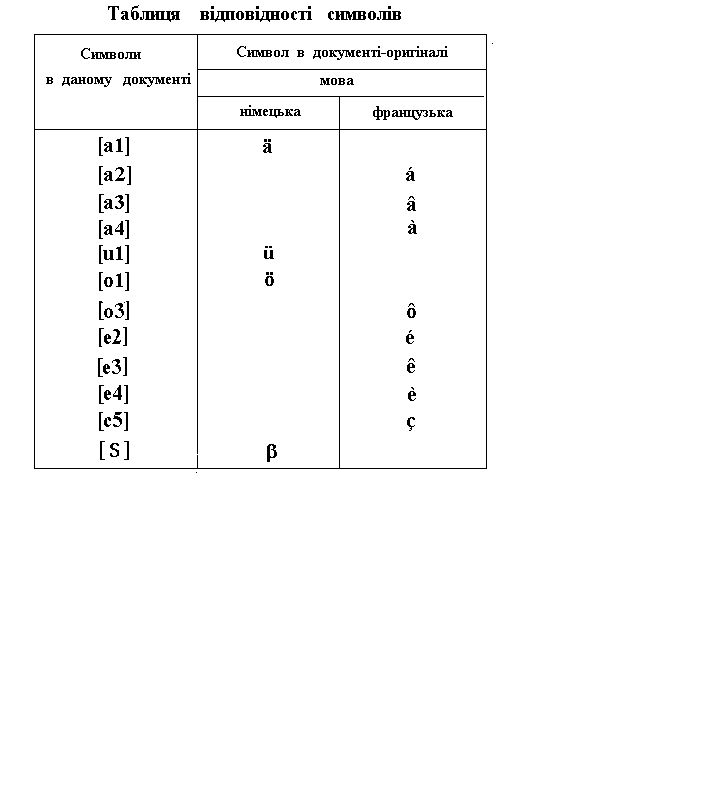 Таблиця відповідності символів
Символи в даному документі
Символ в документі-оригіналі
мова
німецька французька
[a1] ä
[a2] á
[a3] â
[a4] à
[u1] ü
[o1] ö
[o3] ô
[e2] é
[e3] ê
[e4] è
[c5] ç
[S] β